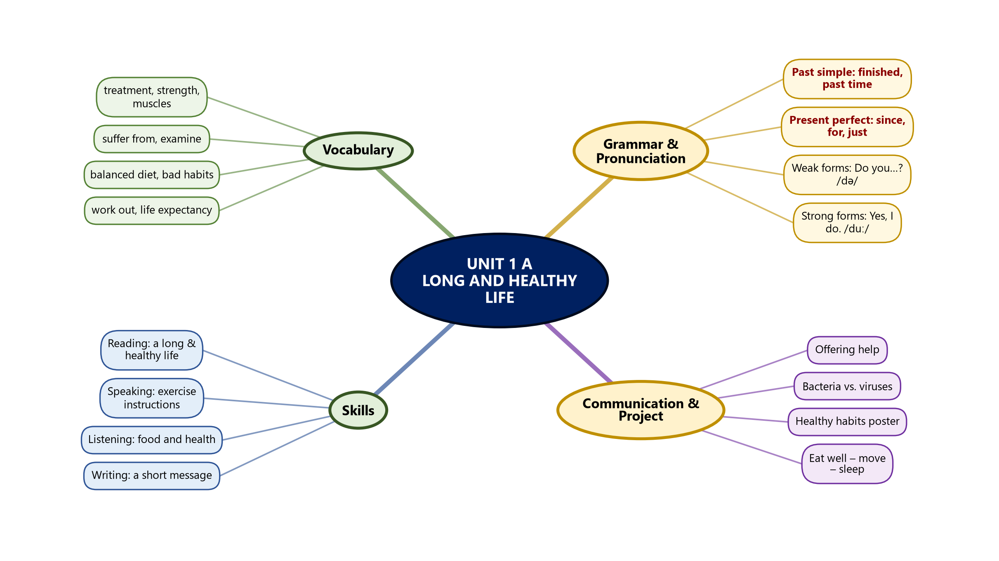 UNIT 1 A
LONG AND HEALTHY
LIFE
Vocabulary
treatment, strength,
muscles
suffer from, examine
balanced diet, bad habits
work out, life expectancy
Grammar &
Pronunciation
Past simple: finished,
past time
Present perfect: since,
for, just
Weak forms: Do you...?
/də/
Strong forms: Yes, I
do. /duː/
Skills
Reading: a long &
healthy life
Speaking: exercise
instructions
Listening: food and health
Writing: a short message
Communication &
Project
Offering help
Bacteria vs. viruses
Healthy habits poster
Eat well – move
– sleep